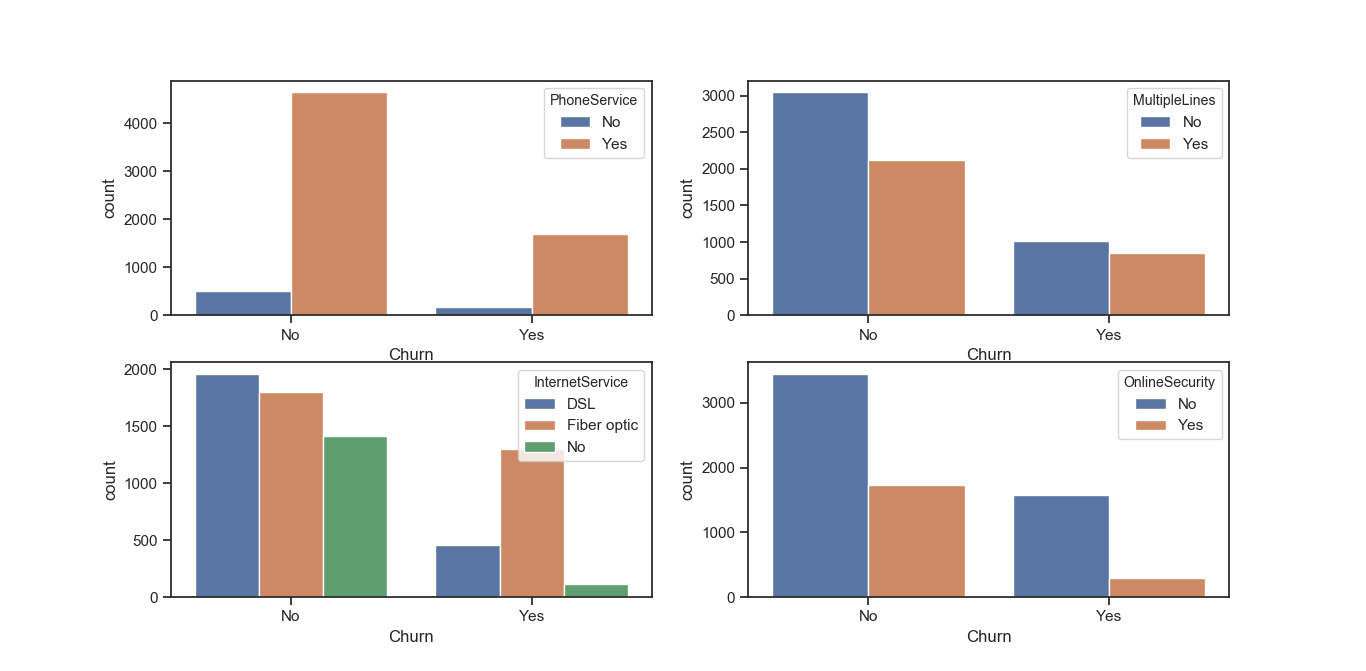 PhoneService
No
Yes
4000
3000
2000
1000
0
count
No Yes
Churn
MultipleLines
No
Yes
3000
2500
2000
1500
1000
500
0
count
No Yes
Churn
InternetService
DSL
Fiber optic
No
2000
1500
1000
500
0
count
No Yes
Churn
OnlineSecurity
No
Yes
3000
2000
1000
0
count
No Yes
Churn